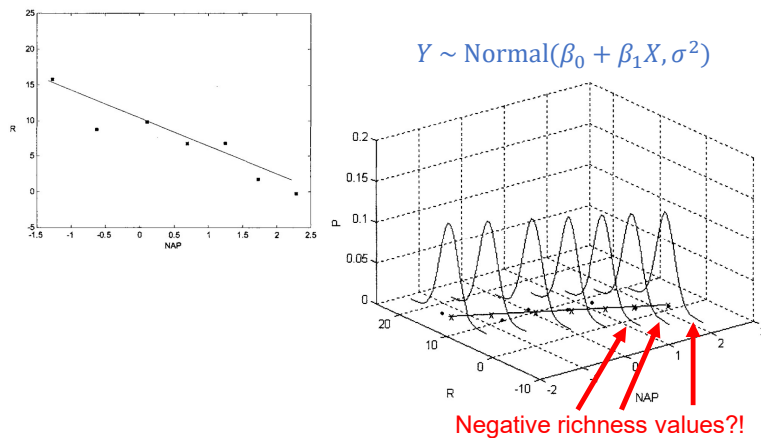 25
20
15
10
5
0
-5
R
-1.5 -1 -0.5 0 0.5 1 1.5 2 2.5
NAP
Y ~ Normal(β₀ + β₁X, σ²)
0.2
0.15
0.1
0.05
0
P
20
10
0
-10
R
-2
0
1
2
NAP
Negative richness values?!